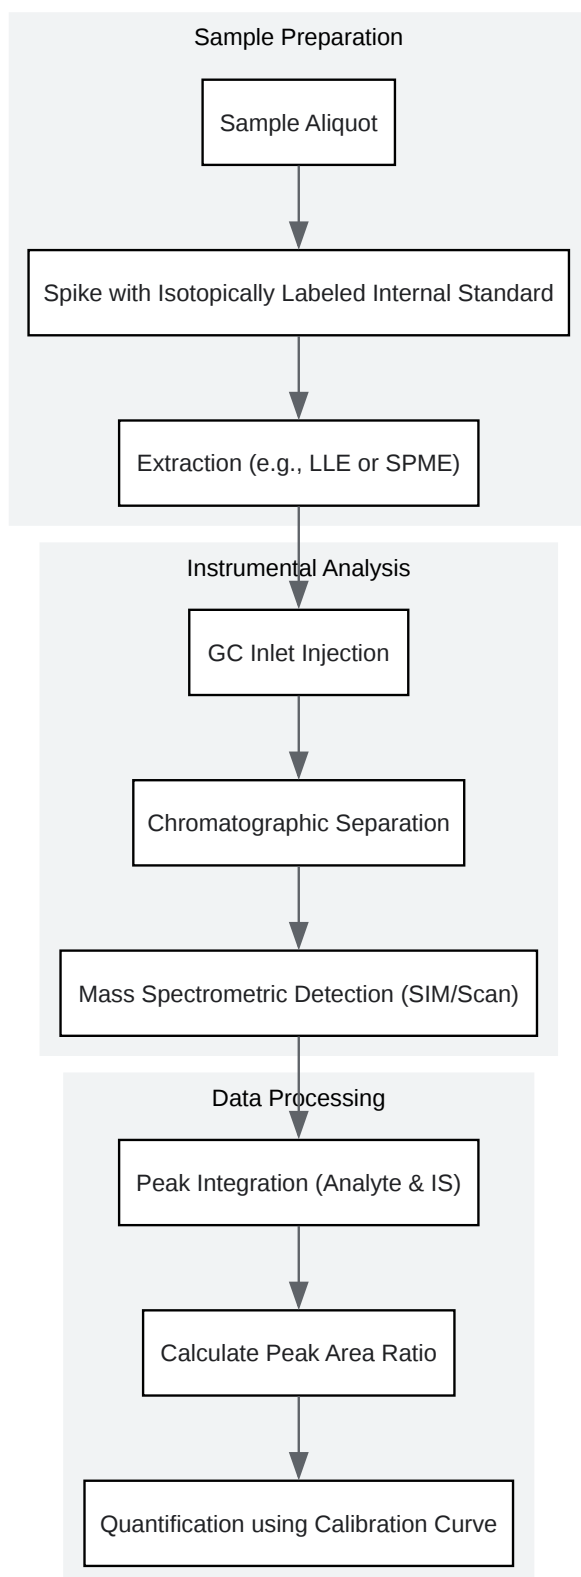 Sample Preparation
Sample Aliquot
Spike with Isotopically Labeled Internal Standard
Extraction (e.g., LLE or SPME)
Instrumental Analysis
GC Inlet Injection
Chromatographic Separation
Mass Spectrometric Detection (SIM/Scan)
Data Processing
Peak Integration (Analyte & IS)
Calculate Peak Area Ratio
Quantification using Calibration Curve